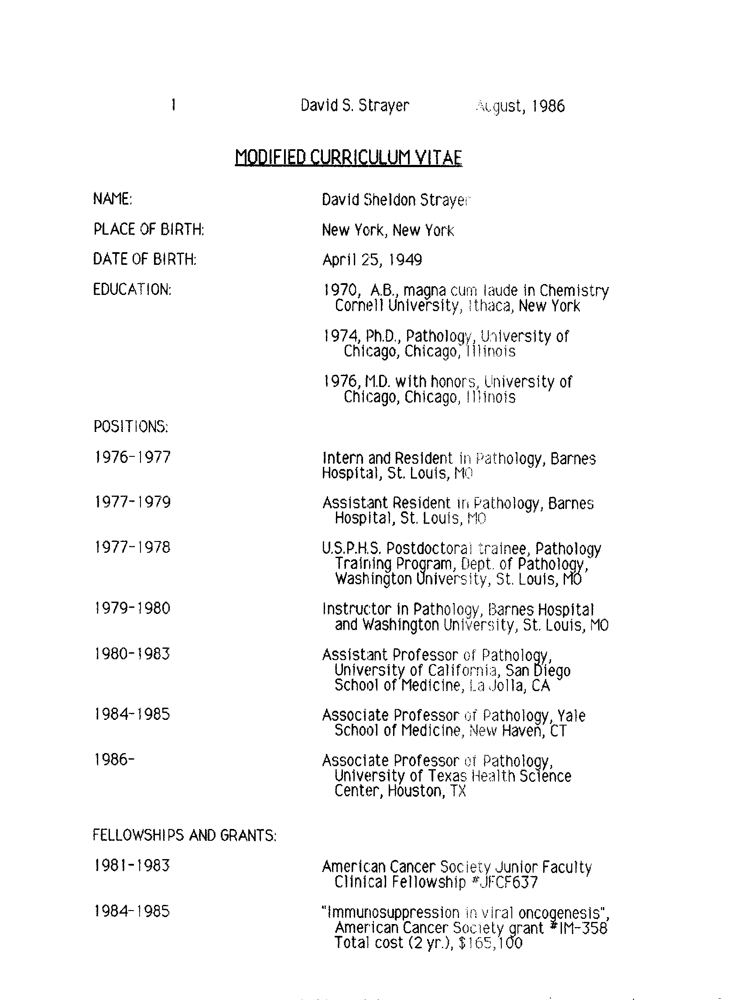 1 David S. Strayer August, 1986
MODIFIED CURRICULUM VITAE
NAME: David Sheldon Strayer
PLACE OF BIRTH: New York, New York
DATE OF BIRTH: April 25, 1949
EDUCATION: 1970, A.B., magna cum laude in Chemistry
Cornell University, Ithaca, New York
1974, Ph.D., Pathology, University of
Chicago, Chicago, Illinois
1976, M.D. with honors, University of
Chicago, Chicago, Illinois
POSITIONS:
1976-1977 Intern and Resident in Pathology, Barnes
Hospital, St. Louis, MO
1977-1979 Assistant Resident in Pathology, Barnes
Hospital, St. Louis, MO
1977-1978 U.S.P.H.S. Postdoctoral trainee, Pathology
Training Program, Dept. of Pathology,
Washington University, St. Louis, MO
1979-1980 Instructor in Pathology, Barnes Hospital
and Washington University, St. Louis, MO
1980-1983 Assistant Professor of Pathology,
University of California, San Diego
School of Medicine, La Jolla, CA
1984-1985 Associate Professor of Pathology, Yale
School of Medicine, New Haven, CT
1986- Associate Professor of Pathology,
University of Texas Health Science
Center, Houston, TX
FELLOWSHIPS AND GRANTS:
1981-1983 American Cancer Society Junior Faculty
Clinical Fellowship #JFCF637
1984-1985 "Immunosuppression in viral oncogenesis",
American Cancer Society grant #IM-358
Total cost (2 yr.), $165,100